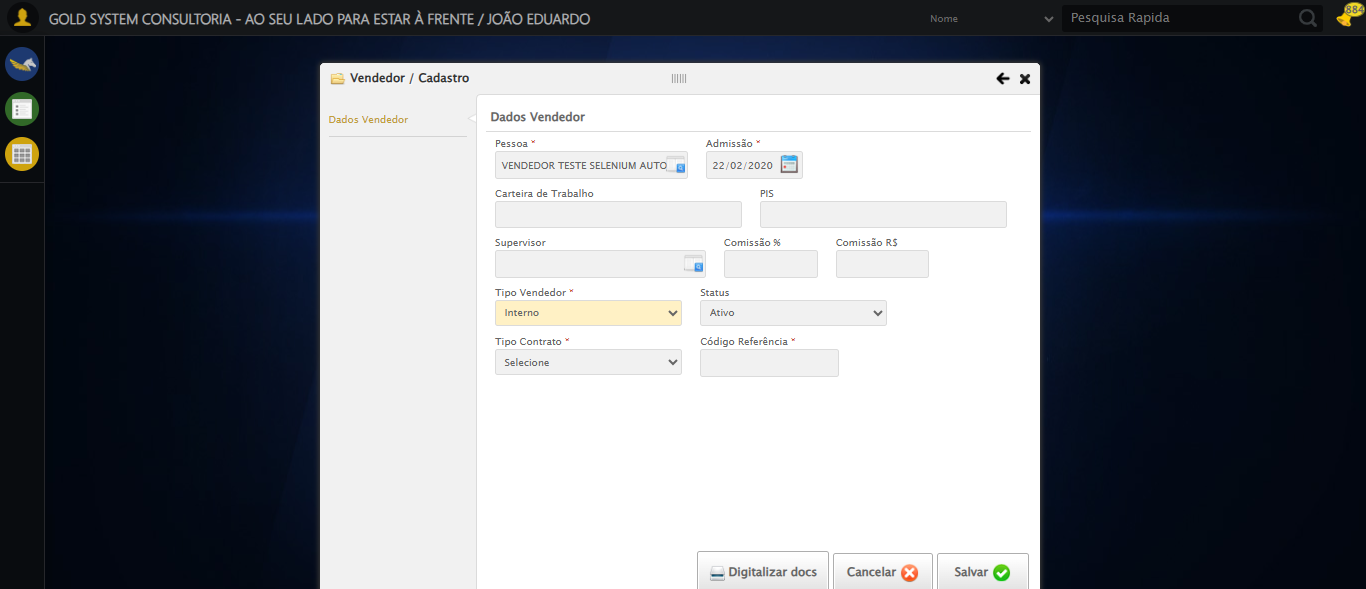 GOLD SYSTEM CONSULTORIA - AO SEU LADO PARA ESTAR À FRENTE / JOÃO EDUARDO
Nome
Pesquisa Rapida
884
Vendedor / Cadastro
Dados Vendedor
Dados Vendedor
Pessoa *
Admissão *
VENDEDOR TESTE SELENIUM AUTO
22/02/2020
Carteira de Trabalho
PIS
Supervisor
Comissão %
Comissão R$
Tipo Vendedor *
Status
Interno
Ativo
Tipo Contrato *
Código Referência *
Selecione
Digitalizar docs
Cancelar
Salvar